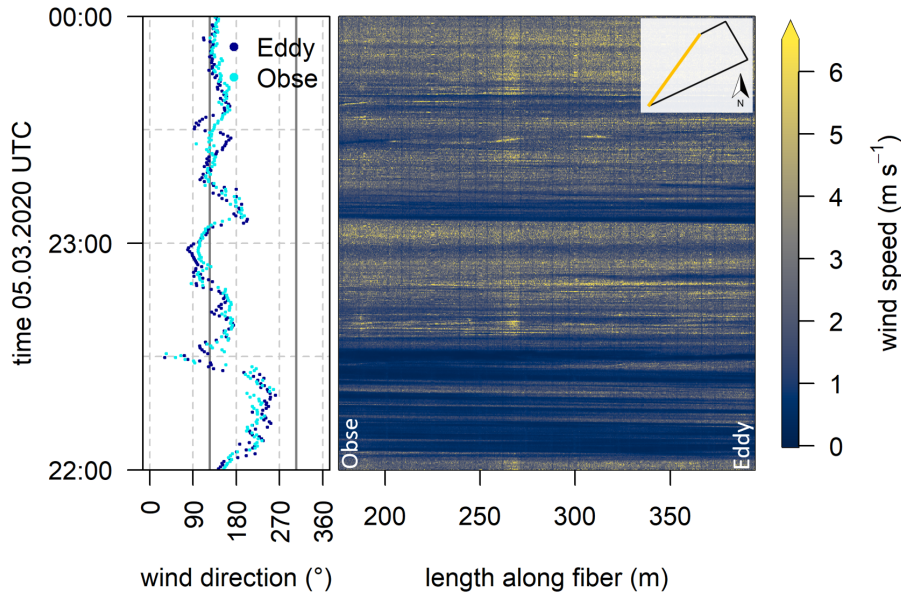 00:00
23:00
22:00
time 05.03.2020 UTC
Eddy
Obse
0
90
180
270
360
wind direction (°)
Obse
Eddy
N
200
250
300
350
length along fiber (m)
6
5
4
3
2
1
0
wind speed (m s⁻¹)